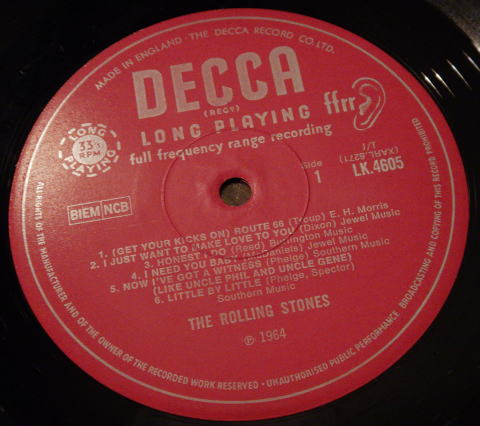 MADE IN ENGLAND · THE DECCA RECORD CO. LTD.
DECCA
(REGD)
ffrr
LONG PLAYING
full frequency range recording
LONG
33⅓
RPM
PLAYING
Side
1
(XARL.6271)
LK.4605
BIEM NCB
1. (GET YOUR KICKS ON) ROUTE 66 (Troup) E. H. Morris
2. I JUST WANT TO MAKE LOVE TO YOU (Dixon) Jewel Music
3. HONEST I DO (Reed) Burlington Music
4. I NEED YOU BABY (McDaniels) Jewel Music
5. NOW I'VE GOT A WITNESS (Phelge) Southern Music
(LIKE UNCLE PHIL AND UNCLE GENE)
6. LITTLE BY LITTLE (Phelge, Spector)
Southern Music
THE ROLLING STONES
℗ 1964
ALL RIGHTS OF THE MANUFACTURER AND OF THE OWNER OF THE RECORDED WORK RESERVED · UNAUTHORISED PUBLIC PERFORMANCE BROADCASTING AND COPYING OF THIS RECORD PROHIBITED